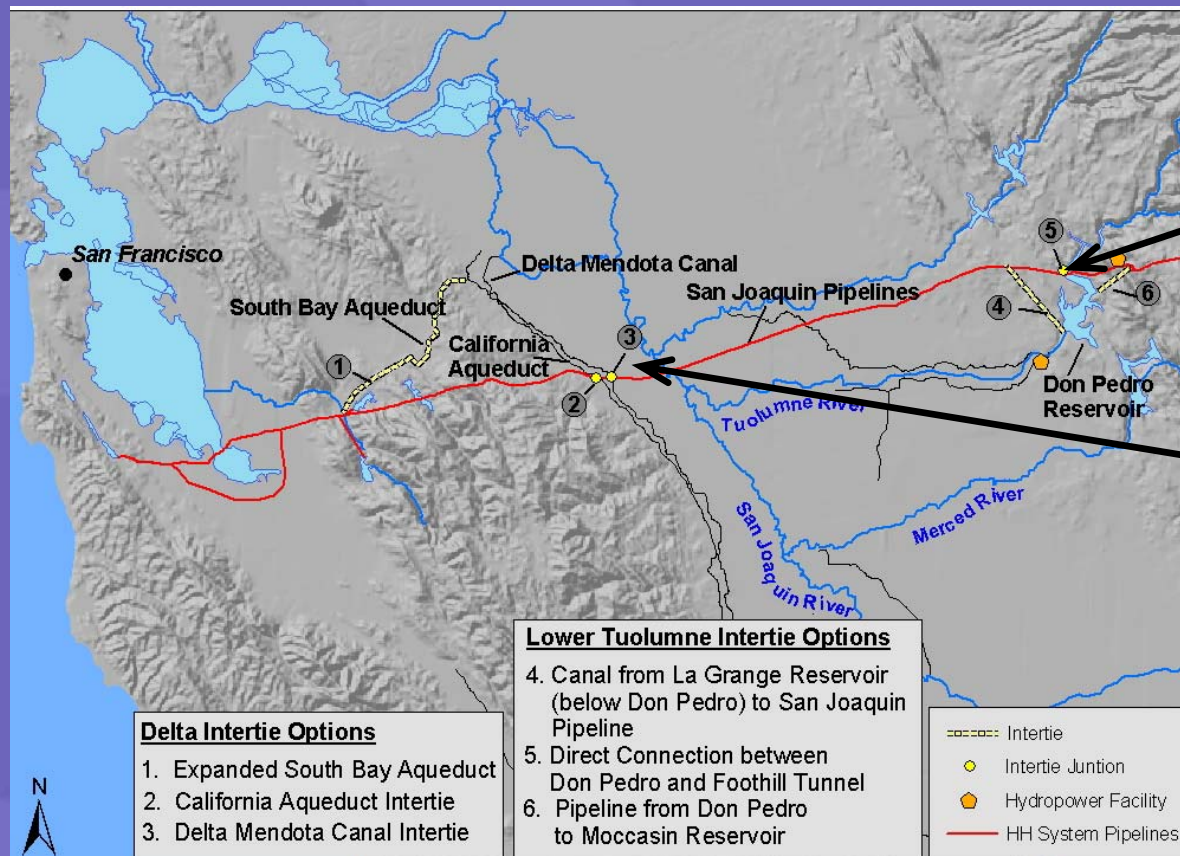 San Francisco
Delta Mendota Canal
South Bay Aqueduct
San Joaquin Pipelines
California
Aqueduct
1
2
3
4
5
6
Don Pedro
Reservoir
Tuolumne River
Merced River
San Joaquin River
Lower Tuolumne Intertie Options
4. Canal from La Grange Reservoir
(below Don Pedro) to San Joaquin
Pipeline
5. Direct Connection between
Don Pedro and Foothill Tunnel
6. Pipeline from Don Pedro
to Moccasin Reservoir
Delta Intertie Options
1. Expanded South Bay Aqueduct
2. California Aqueduct Intertie
3. Delta Mendota Canal Intertie
Intertie
Intertie Juntion
Hydropower Facility
HH System Pipelines
N